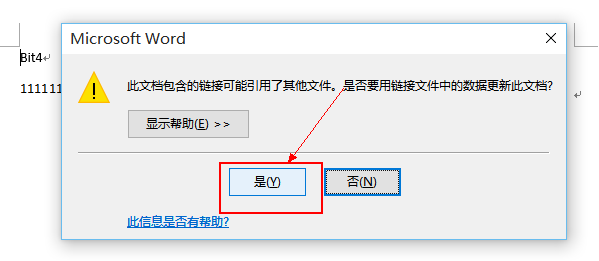 Microsoft Word
Bit4
此文档包含的链接可能引用了其他文件。是否要用链接文件中的数据更新此文档?
111111
显示帮助(E) >>
是(Y)
否(N)
此信息是否有帮助?